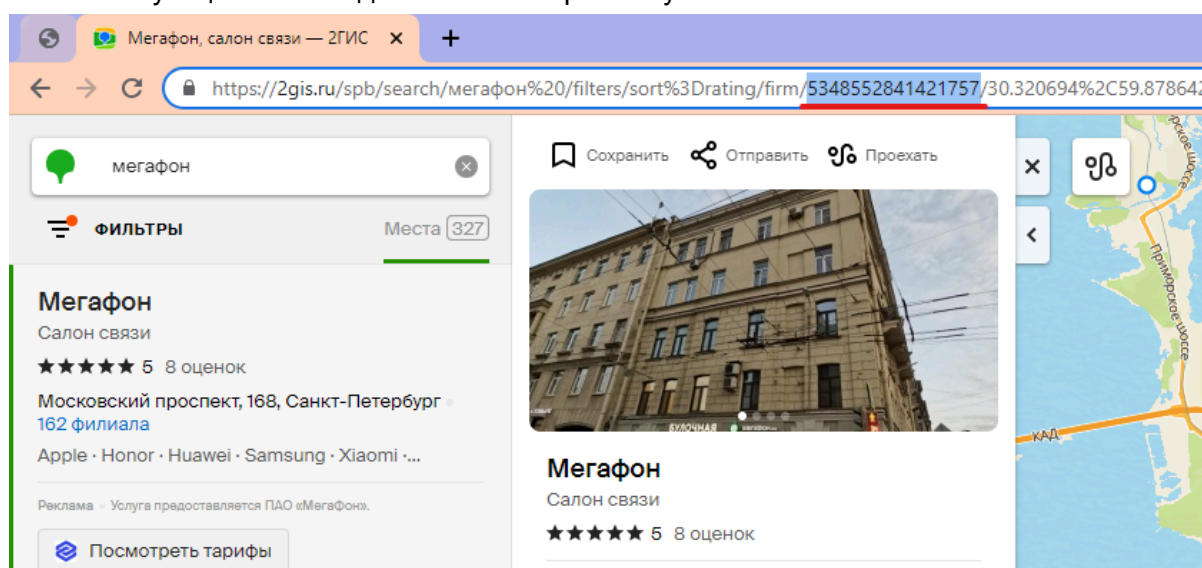 Мегафон, салон связи — 2ГИС
https://2gis.ru/spb/search/мегафон%20/filters/sort%3Drating/firm/5348552841421757/30.320694%2C59.878642
мегафон
ФИЛЬТРЫ
Места 327
Мегафон
Салон связи
★★★★★ 5 8 оценок
Московский проспект, 168, Санкт-Петербург
162 филиала
Apple · Honor · Huawei · Samsung · Xiaomi ·...
Реклама · Услуга предоставляется ПАО «МегаФон».
Посмотреть тарифы
Сохранить
Отправить
Проехать
БУЛОЧНАЯ
Мегафон
Салон связи
★★★★★ 5 8 оценок
Приморское шоссе
КАД